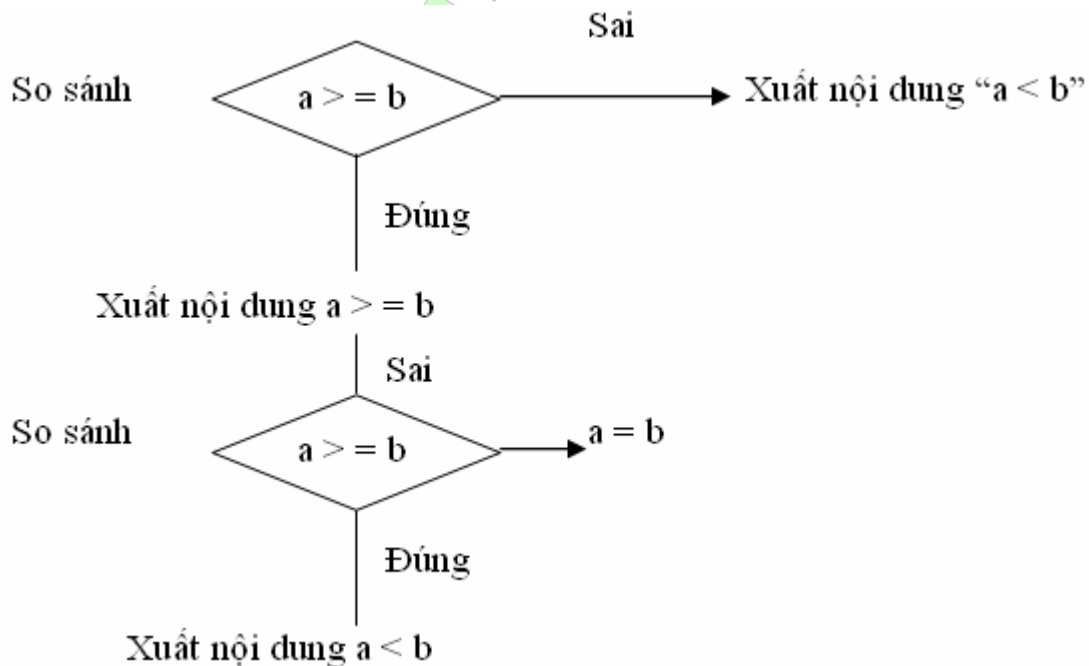 Sai
So sánh
a > = b
Xuất nội dung “a < b”
Đúng
Xuất nội dung a > = b
Sai
So sánh
a > = b
a = b
Đúng
Xuất nội dung a < b